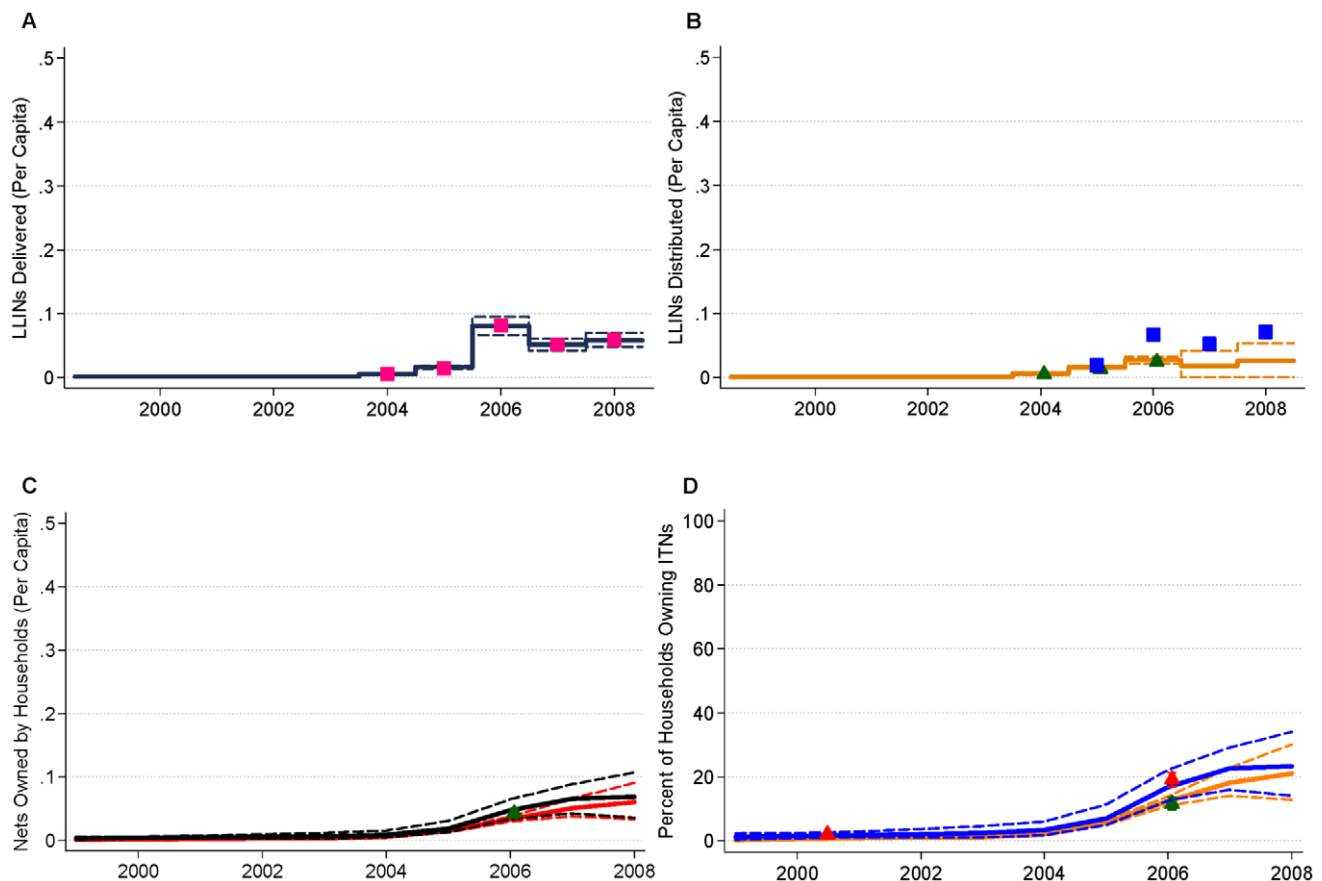 A
LLINs Delivered (Per Capita)
.5
.4
.3
.2
.1
0
2000 2002 2004 2006 2008
B
LLINs Distributed (Per Capita)
.5
.4
.3
.2
.1
0
2000 2002 2004 2006 2008
C
Nets Owned by Households (Per Capita)
.5
.4
.3
.2
.1
0
2000 2002 2004 2006 2008
D
Percent of Households Owning ITNs
100
80
60
40
20
0
2000 2002 2004 2006 2008